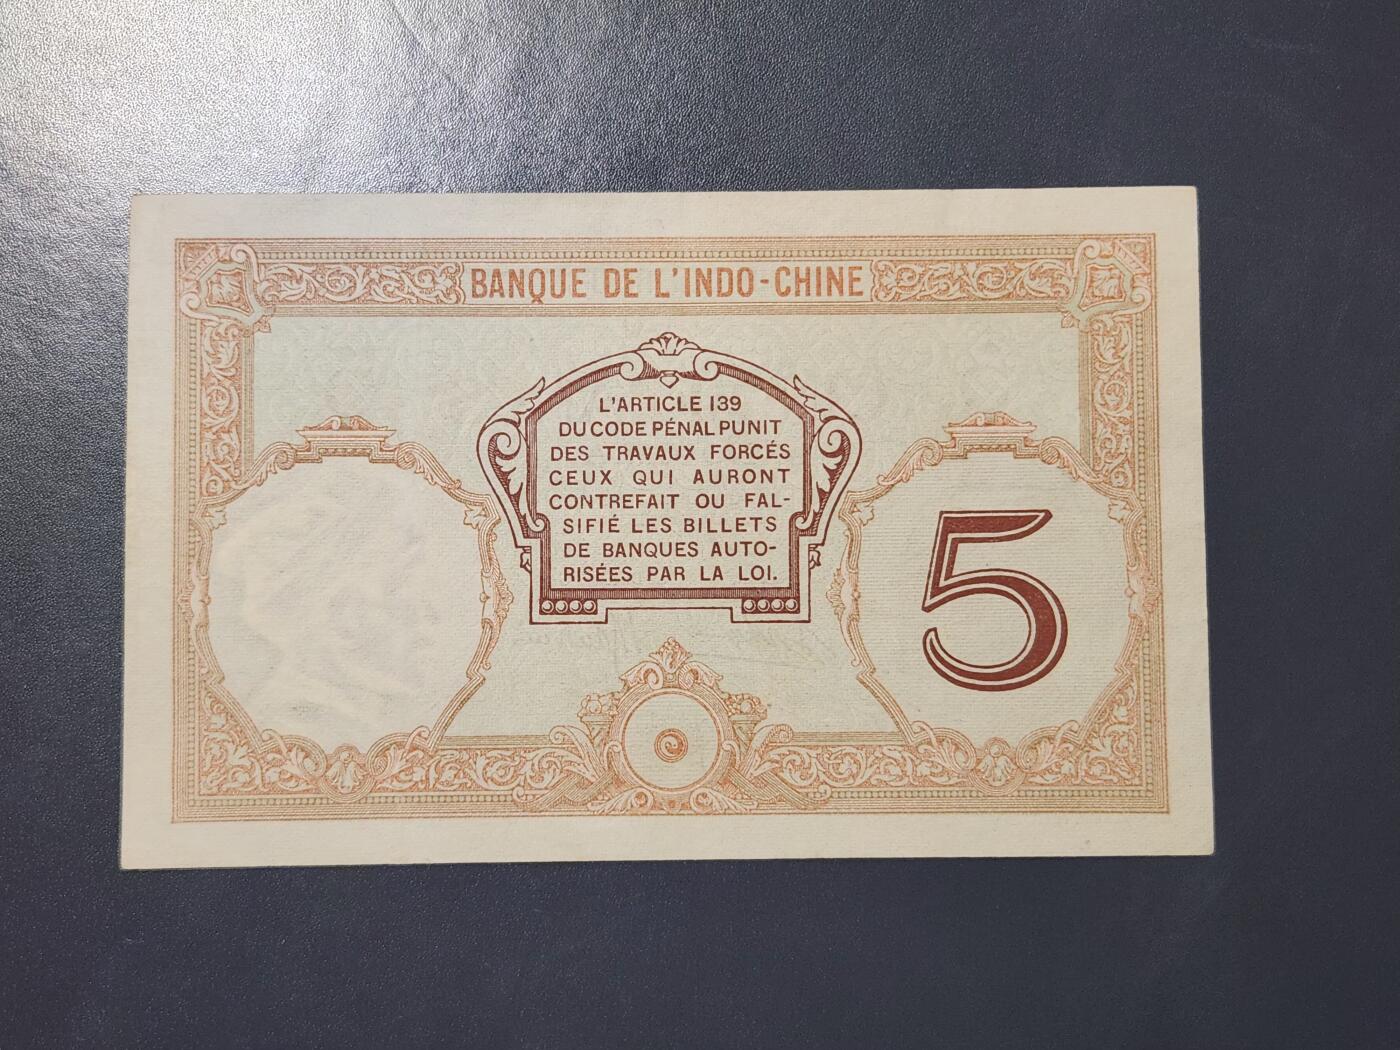 BANQUE DE L'INDO-CHINE
L'ARTICLE 139
DU CODE PÉNAL PUNIT
DES TRAVAUX FORCÉS
CEUX QUI AURONT
CONTREFAIT OU FAL-
SIFIÉ LES BILLETS
DE BANQUES AUTO-
RISÉES PAR LA LOI.
5